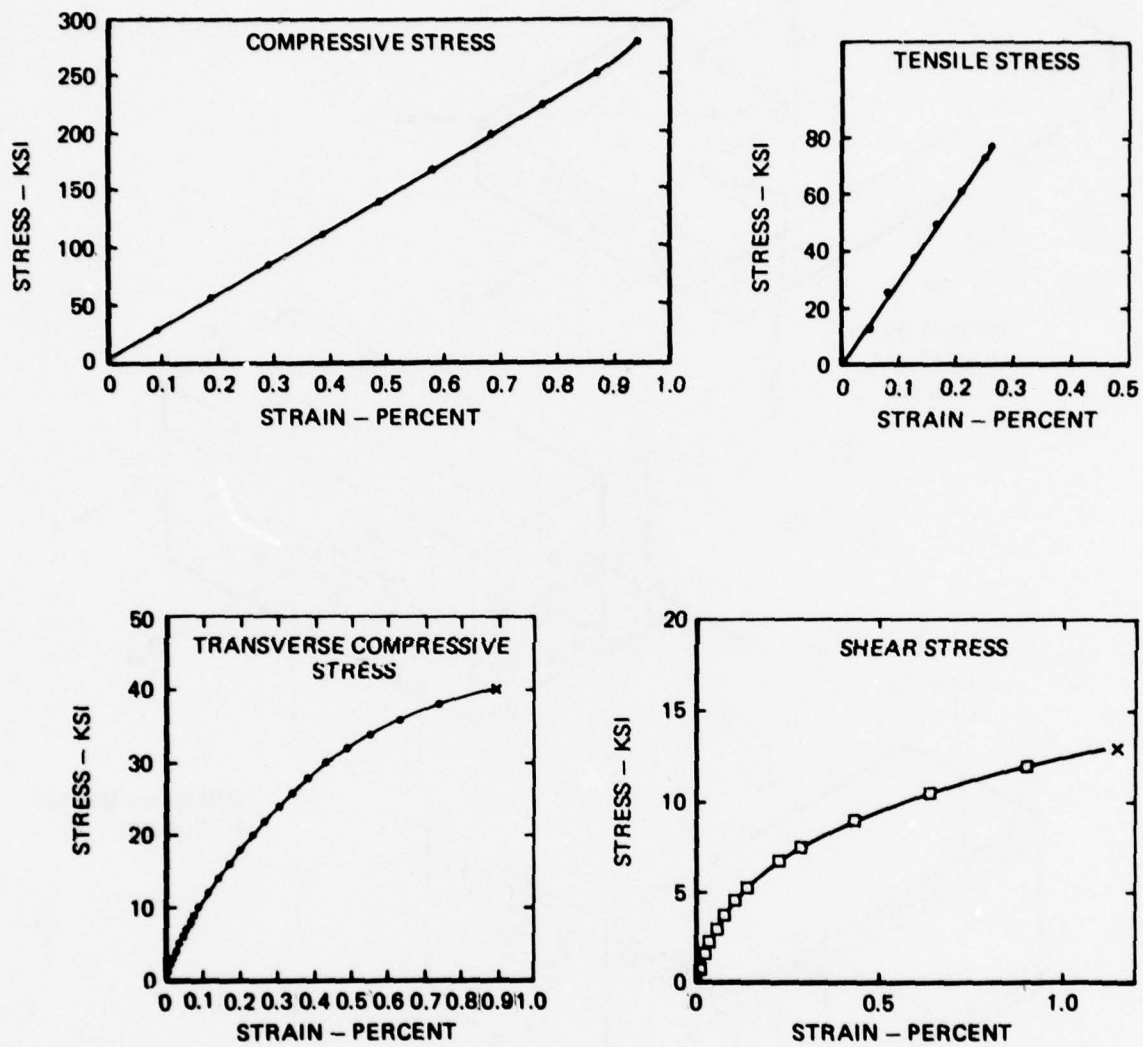 COMPRESSIVE STRESS
300
250
200
150
100
50
0
STRESS – KSI
0 0.1 0.2 0.3 0.4 0.5 0.6 0.7 0.8 0.9 1.0
STRAIN – PERCENT
TENSILE STRESS
80
60
40
20
0
STRESS – KSI
0 0.1 0.2 0.3 0.4 0.5
STRAIN – PERCENT
TRANSVERSE COMPRESSIVE
STRESS
50
40
30
20
10
0
STRESS – KSI
0 0.1 0.2 0.3 0.4 0.5 0.6 0.7 0.8 0.9 1.0
STRAIN – PERCENT
SHEAR STRESS
20
15
10
5
0
STRESS – KSI
0 0.5 1.0
STRAIN – PERCENT